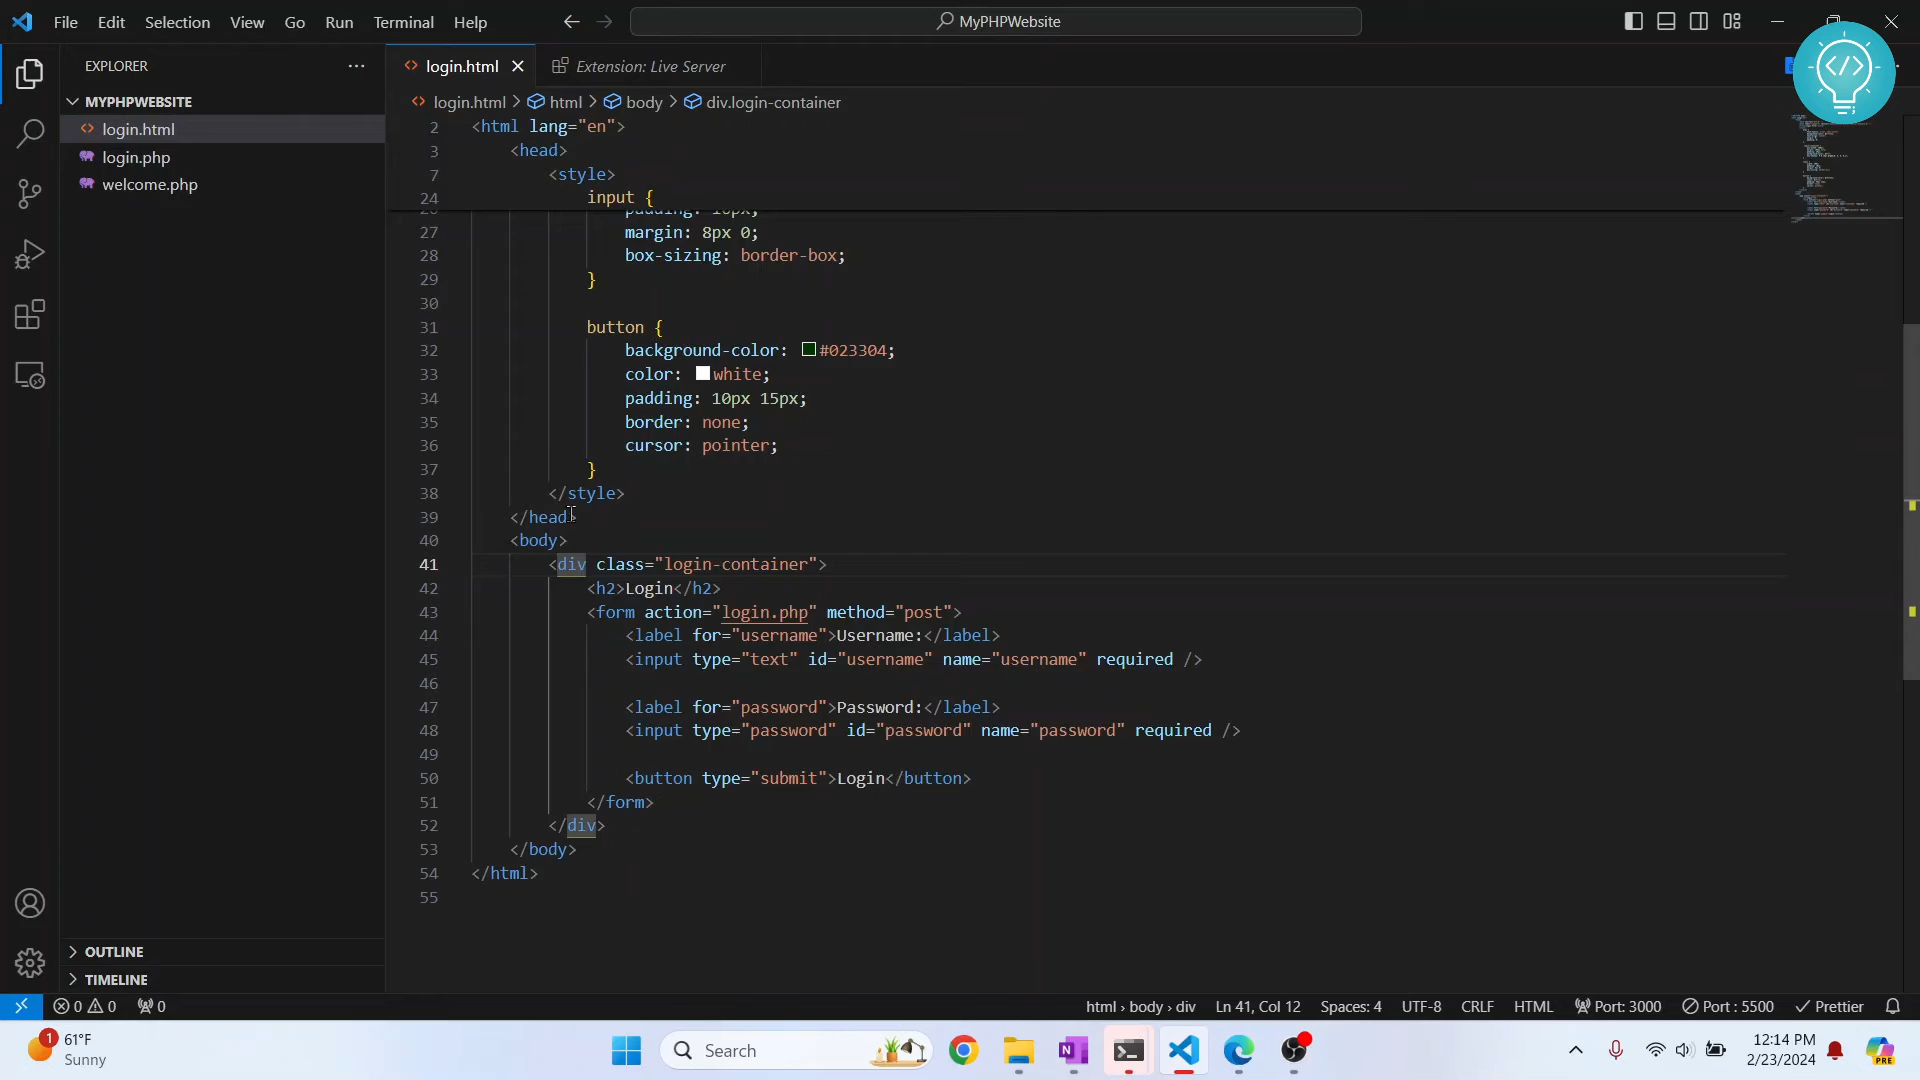 File Edit Selection View Go Run Terminal Help
MyPHPWebsite
EXPLORER
MYPHPWEBSITE
login.html
login.php
welcome.php
OUTLINE
TIMELINE
login.html
Extension: Live Server
login.html > html > body > div.login-container
2 <html lang="en">
3 <head>
7 <style>
24 input {
27 margin: 8px 0;
28 box-sizing: border-box;
29 }
30
31 button {
32 background-color: #023304;
33 color: white;
34 padding: 10px 15px;
35 border: none;
36 cursor: pointer;
37 }
38 </style>
39 </head>
40 <body>
41 <div class="login-container">
42 <h2>Login</h2>
43 <form action="login.php" method="post">
44 <label for="username">Username:</label>
45 <input type="text" id="username" name="username" required />
46
47 <label for="password">Password:</label>
48 <input type="password" id="password" name="password" required />
49
50 <button type="submit">Login</button>
51 </form>
52 </div>
53 </body>
54 </html>
55
0 0 0
html > body > div Ln 41, Col 12 Spaces: 4 UTF-8 CRLF HTML Port: 3000 Port : 5500 Prettier
1
61°F
Sunny
Search
12:14 PM
2/23/2024
PRE